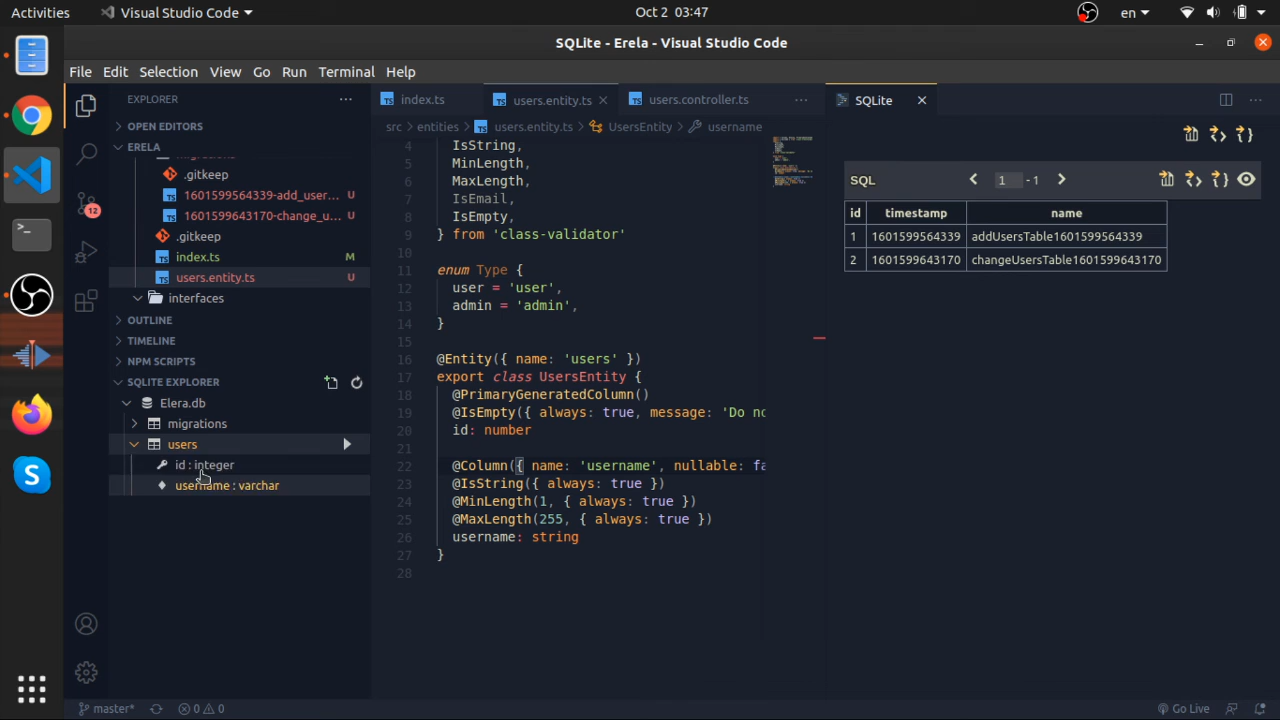 Activities
Visual Studio Code
Oct 2 03:47
en
SQLite - Erela - Visual Studio Code
File Edit Selection View Go Run Terminal Help
EXPLORER
OPEN EDITORS
ERELA
.gitkeep
1601599564339-add_user... U
1601599643170-change_u... U
.gitkeep
index.ts M
users.entity.ts U
interfaces
OUTLINE
TIMELINE
NPM SCRIPTS
SQLITE EXPLORER
Elera.db
migrations
users
id : integer
username : varchar
12
TS index.ts
TS users.entity.ts
TS users.controller.ts
src > entities > TS users.entity.ts > UsersEntity > username
4 IsString,
5 MinLength,
6 MaxLength,
7 IsEmail,
8 IsEmpty,
9 } from 'class-validator'
10
11 enum Type {
12 user = 'user',
13 admin = 'admin',
14 }
15
16 @Entity({ name: 'users' })
17 export class UsersEntity {
18 @PrimaryGeneratedColumn()
19 @IsEmpty({ always: true, message: 'Do no
20 id: number
21
22 @Column({ name: 'username', nullable: fa
23 @IsString({ always: true })
24 @MinLength(1, { always: true })
25 @MaxLength(255, { always: true })
26 username: string
27 }
28
SQLite
SQL
1 - 1
id timestamp name
1 1601599564339 addUsersTable1601599564339
2 1601599643170 changeUsersTable1601599643170
master*
0 0
Go Live